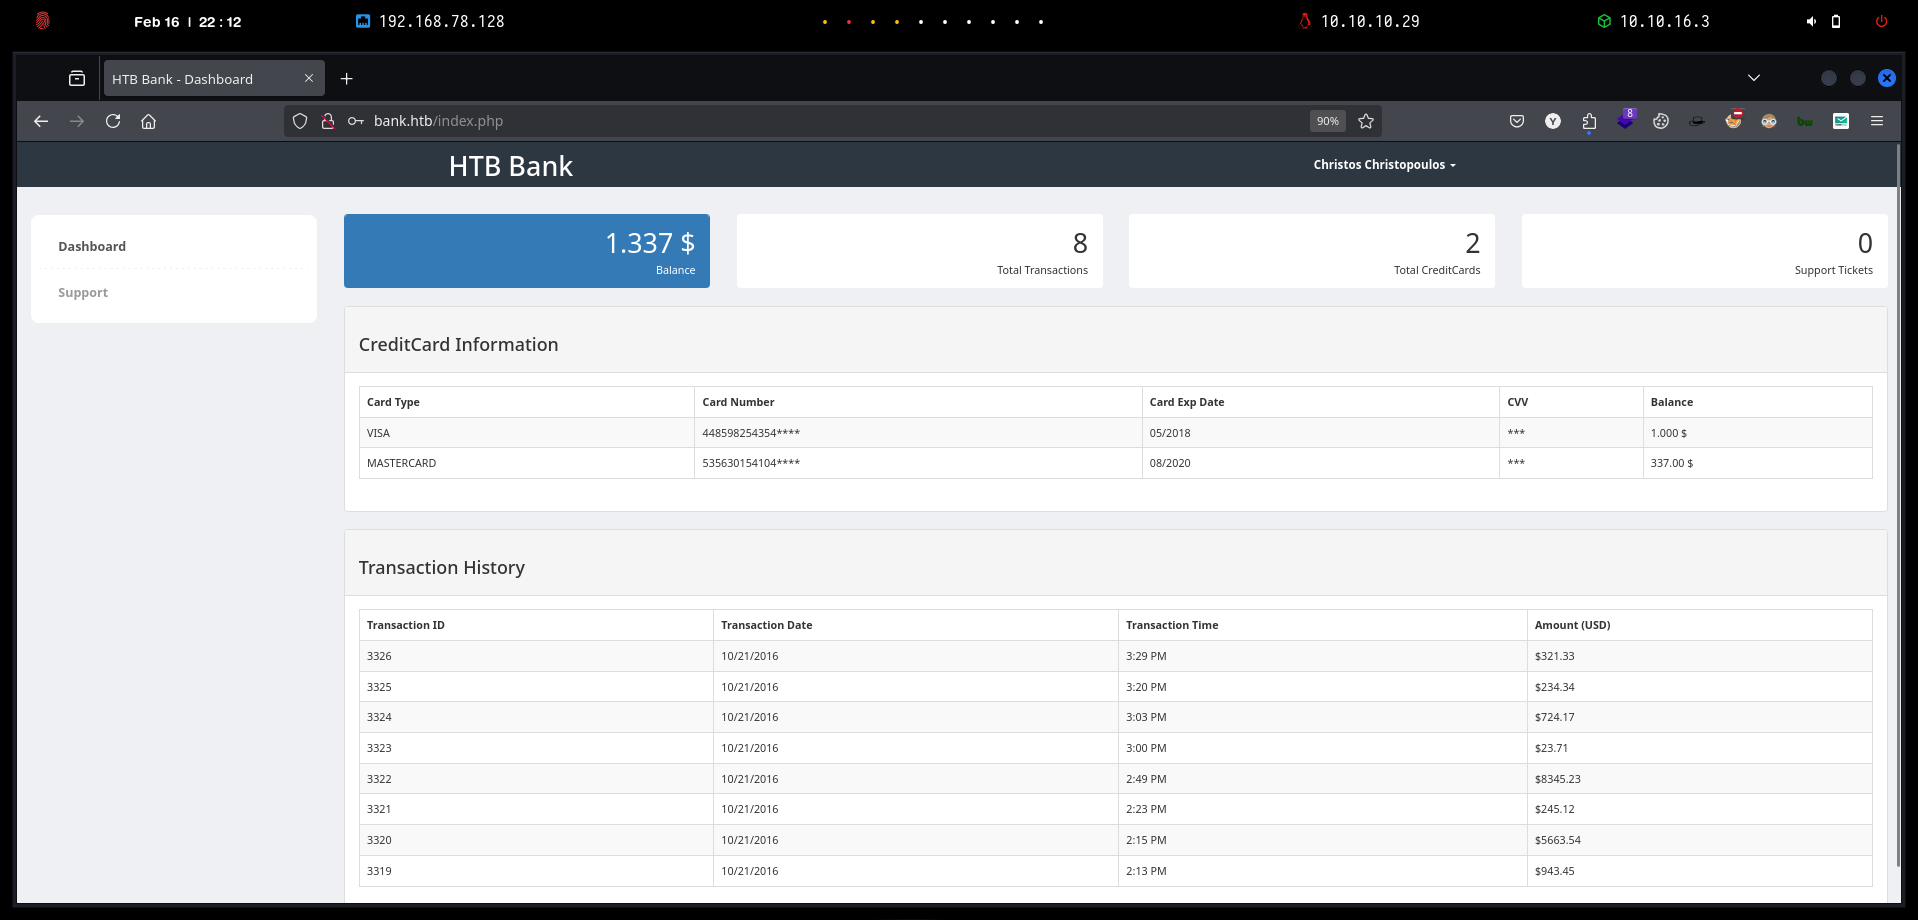 Feb 16 | 22 : 12 192.168.78.128 10.10.10.29 10.10.16.3
HTB Bank - Dashboard
bank.htb/index.php 90% Y 8 bw
HTB Bank Christos Christopoulos
Dashboard
Support
1.337 $
Balance
8
Total Transactions
2
Total CreditCards
0
Support Tickets
CreditCard Information
Card Type Card Number Card Exp Date CVV Balance
VISA 448598254354**** 05/2018 *** 1.000 $
MASTERCARD 535630154104**** 08/2020 *** 337.00 $
Transaction History
Transaction ID Transaction Date Transaction Time Amount (USD)
3326 10/21/2016 3:29 PM $321.33
3325 10/21/2016 3:20 PM $234.34
3324 10/21/2016 3:03 PM $724.17
3323 10/21/2016 3:00 PM $23.71
3322 10/21/2016 2:49 PM $8345.23
3321 10/21/2016 2:23 PM $245.12
3320 10/21/2016 2:15 PM $5663.54
3319 10/21/2016 2:13 PM $943.45